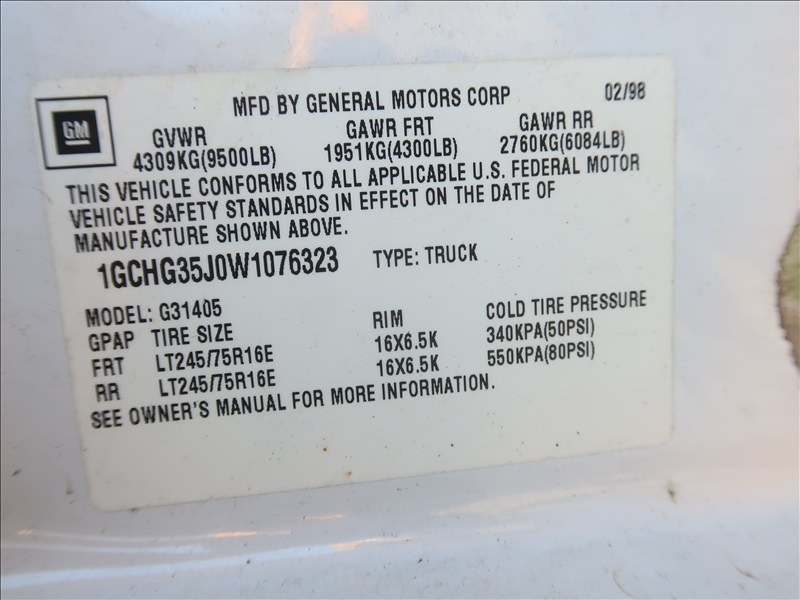 MFD BY GENERAL MOTORS CORP 02/98
GM
GVWR GAWR FRT GAWR RR
4309KG(9500LB) 1951KG(4300LB) 2760KG(6084LB)
THIS VEHICLE CONFORMS TO ALL APPLICABLE U.S. FEDERAL MOTOR
VEHICLE SAFETY STANDARDS IN EFFECT ON THE DATE OF
MANUFACTURE SHOWN ABOVE.
1GCHG35J0W1076323 TYPE: TRUCK
MODEL: G31405
GPAP TIRE SIZE RIM COLD TIRE PRESSURE
FRT LT245/75R16E 16X6.5K 340KPA(50PSI)
RR LT245/75R16E 16X6.5K 550KPA(80PSI)
SEE OWNER'S MANUAL FOR MORE INFORMATION.